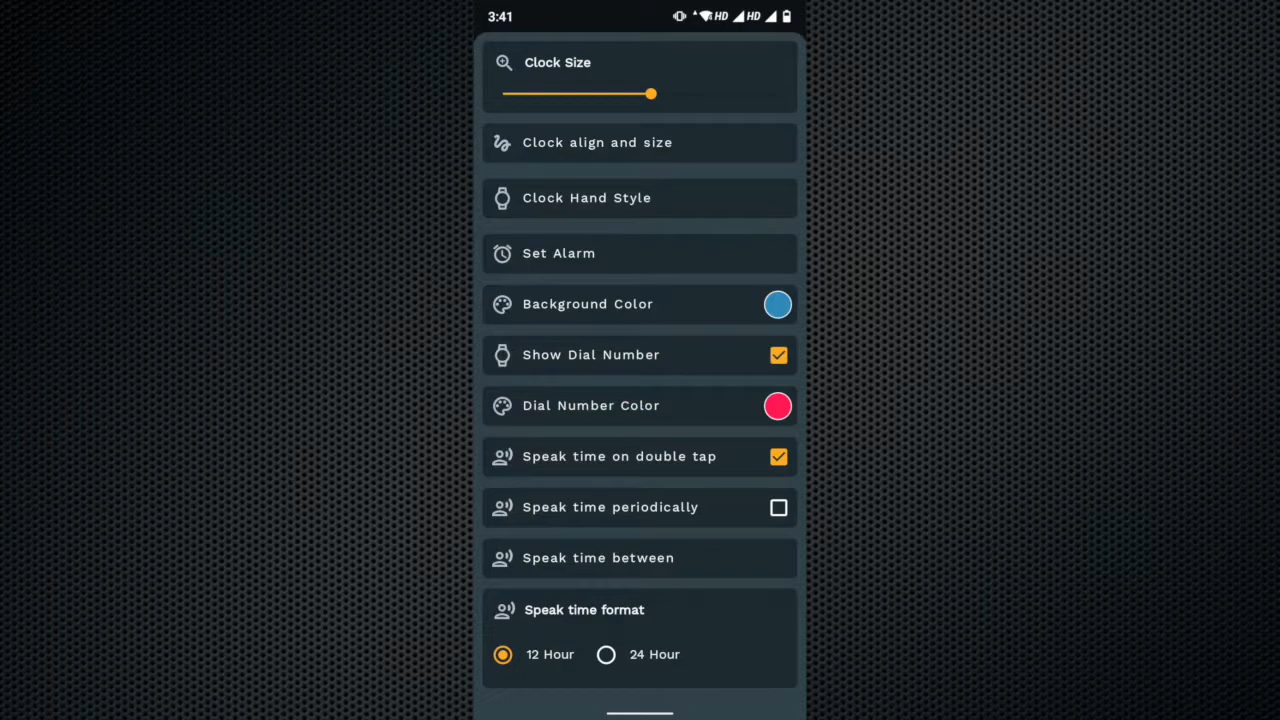 3:41
HD
HD
Clock Size
Clock align and size
Clock Hand Style
Set Alarm
Background Color
Show Dial Number
Dial Number Color
Speak time on double tap
Speak time periodically
Speak time between
Speak time format
12 Hour
24 Hour